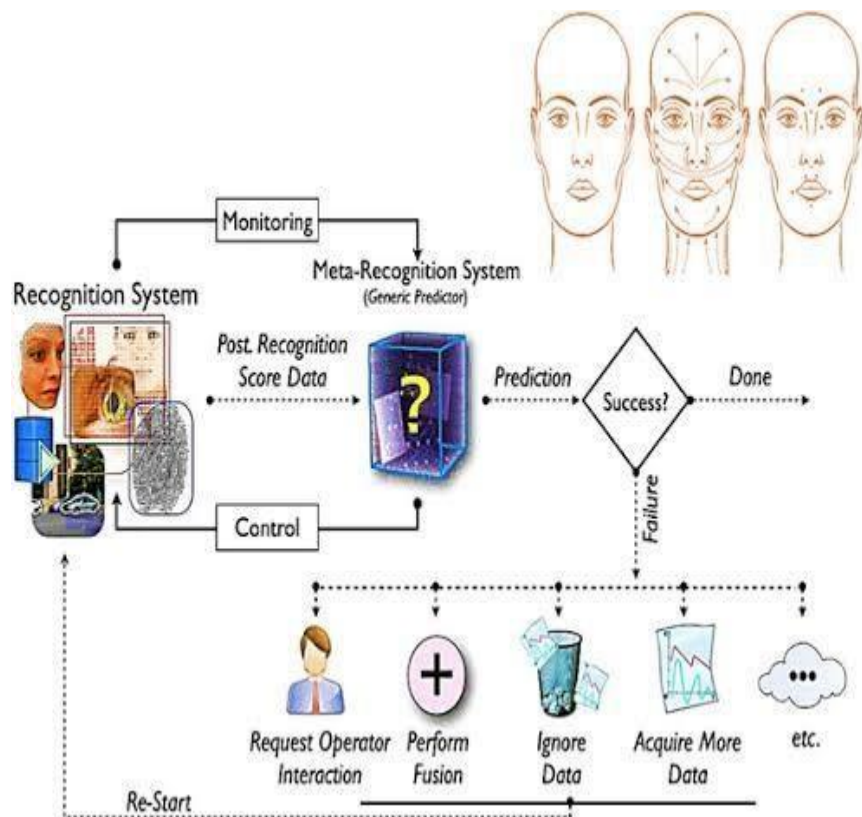 Monitoring
Meta-Recognition System
(Generic Predictor)
Recognition System
Post. Recognition
Score Data
?
Prediction
Success?
Done
Control
Failure
+
Request Operator
Interaction
Perform
Fusion
Ignore
Data
Acquire More
Data
etc.
Re-Start